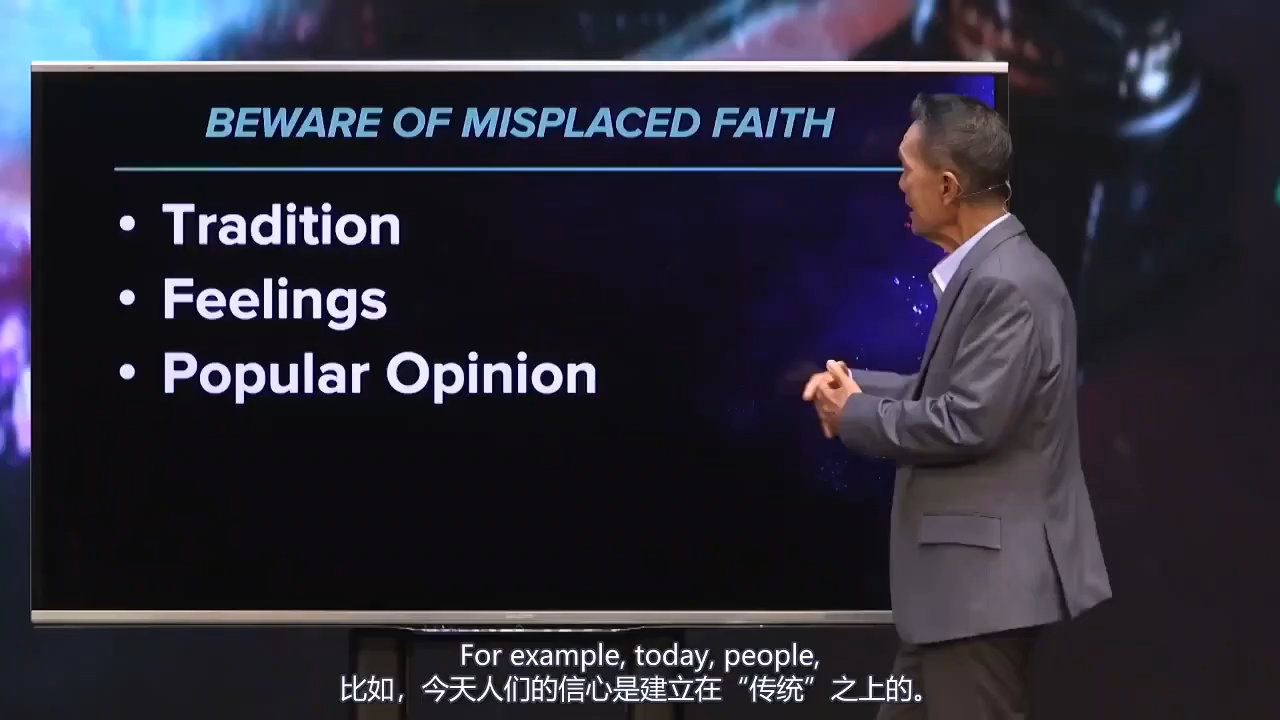 BEWARE OF MISPLACED FAITH
• Tradition
• Feelings
• Popular Opinion
For example, today, people,
比如，今天人们的信心是建立在“传统”之上的。